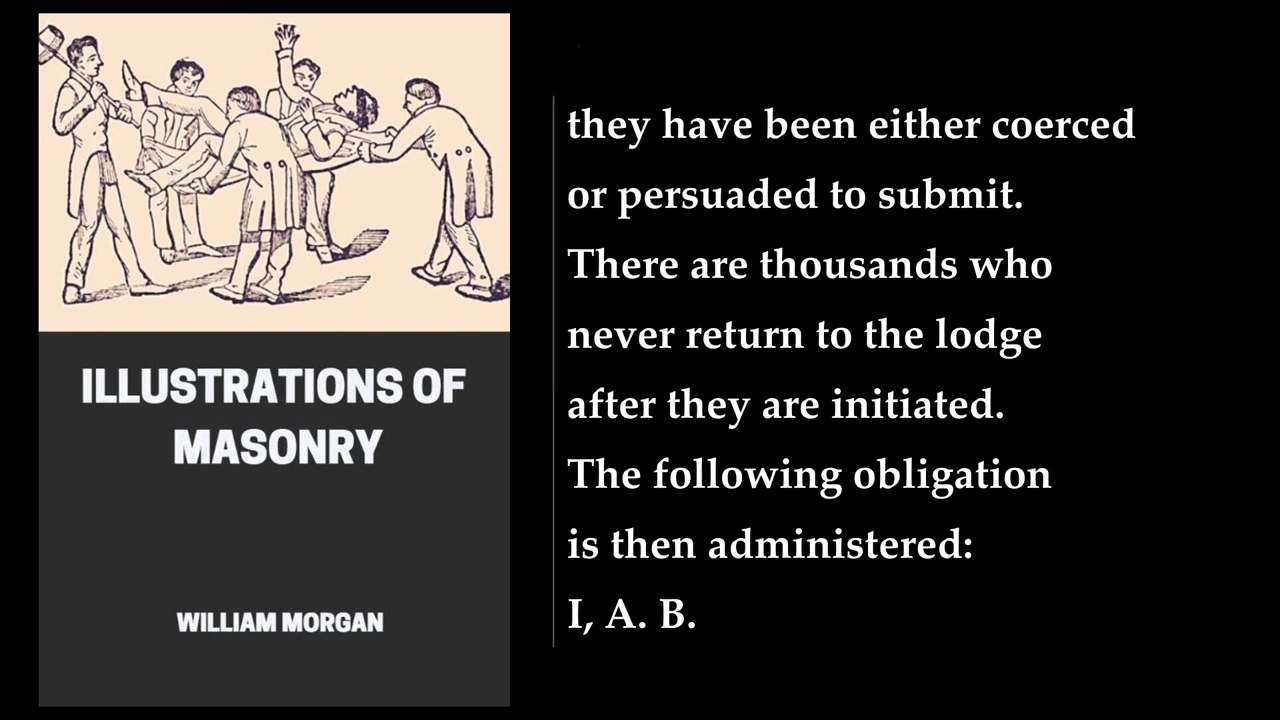 ILLUSTRATIONS OF
MASONRY
WILLIAM MORGAN
they have been either coerced
or persuaded to submit.
There are thousands who
never return to the lodge
after they are initiated.
The following obligation
is then administered:
I, A. B.